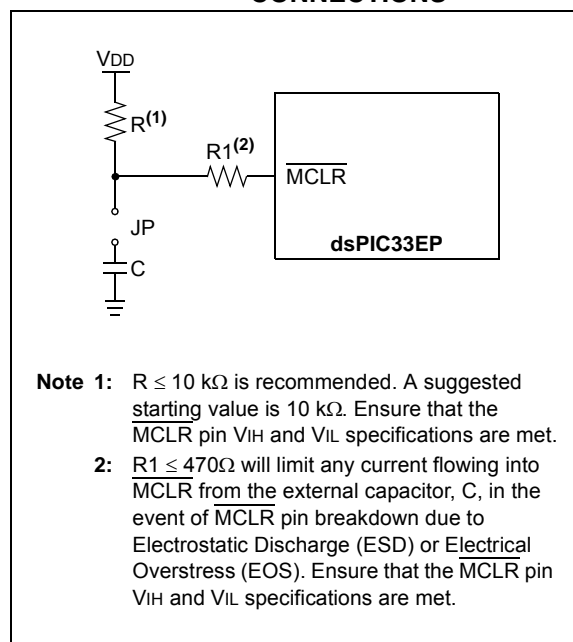 CONNECTIONS
VDD
R(1)
R1(2)
MCLR
JP
dsPIC33EP
C
Note 1: R ≤ 10 kΩ is recommended. A suggested
starting value is 10 kΩ. Ensure that the
MCLR pin VIH and VIL specifications are met.
2: R1 ≤ 470Ω will limit any current flowing into
MCLR from the external capacitor, C, in the
event of MCLR pin breakdown due to
Electrostatic Discharge (ESD) or Electrical
Overstress (EOS). Ensure that the MCLR pin
VIH and VIL specifications are met.